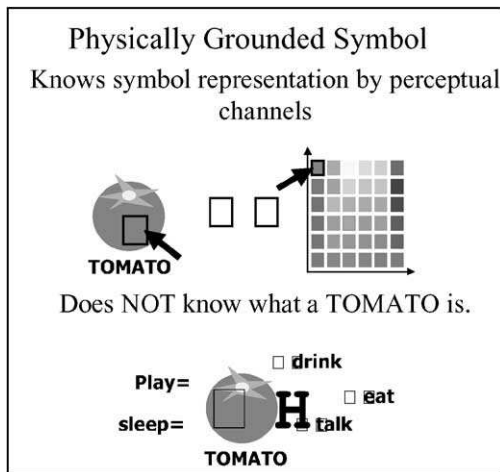 Physically Grounded Symbol
Knows symbol representation by perceptual
channels
TOMATO
Does NOT know what a TOMATO is.
drink
Play=
eat
H
sleep=
talk
TOMATO